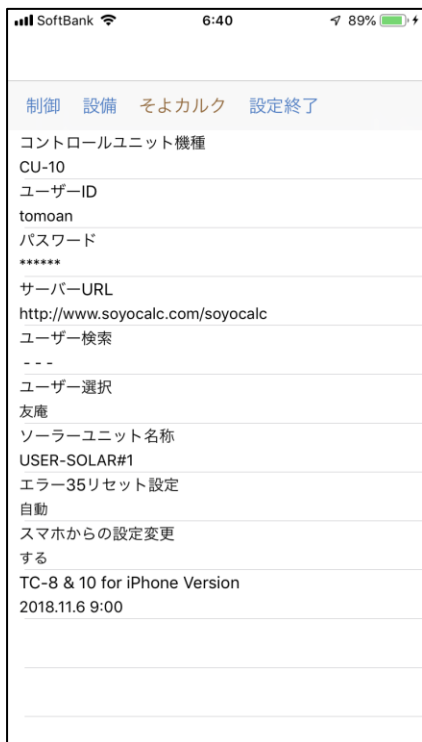 SoftBank 6:40 89%
制御 設備 そよカルク 設定終了
コントロールユニット機種
CU-10
ユーザーID
tomoan
パスワード
******
サーバーURL
http://www.soyocalc.com/soyocalc
ユーザー検索
- - -
ユーザー選択
友庵
ソーラーユニット名称
USER-SOLAR#1
エラー35リセット設定
自動
スマホからの設定変更
する
TC-8 & 10 for iPhone Version
2018.11.6 9:00